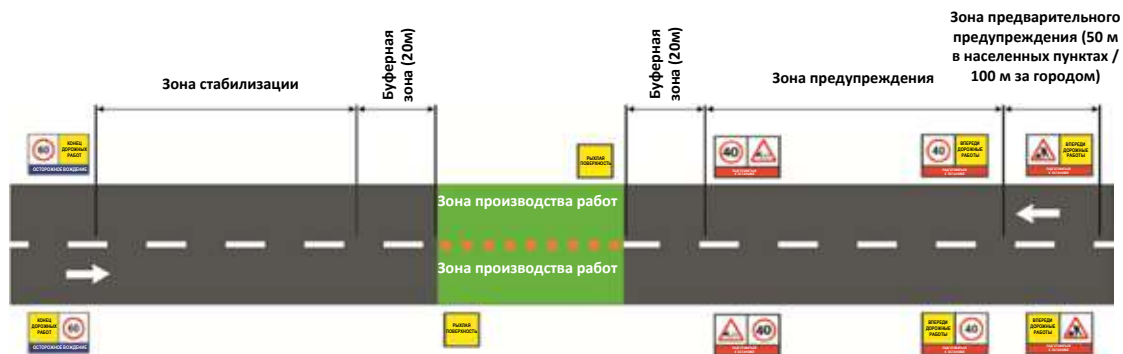 Зона предварительного
предупреждения (50 м
в населенных пунктах /
100 м за городом)
Зона стабилизации
Буферная
зона (20м)
Буферная
зона (20м)
Зона предупреждения
60
КОНЕЦ
ДОРОЖНЫХ
РАБОТ
ОСТОРОЖНОЕ ВОЖДЕНИЕ
РЫХЛАЯ
ПОВЕРХНОСТЬ
40
40
ВПЕРЕДИ
ДОРОЖНЫЕ
РАБОТЫ
ВПЕРЕДИ
ДОРОЖНЫЕ
РАБОТЫ
Зона производства работ
Зона производства работ
КОНЕЦ
ДОРОЖНЫХ
РАБОТ
60
ОСТОРОЖНОЕ ВОЖДЕНИЕ
РЫХЛАЯ
ПОВЕРХНОСТЬ
40
ВПЕРЕДИ
ДОРОЖНЫЕ
РАБОТЫ
40
ВПЕРЕДИ
ДОРОЖНЫЕ
РАБОТЫ